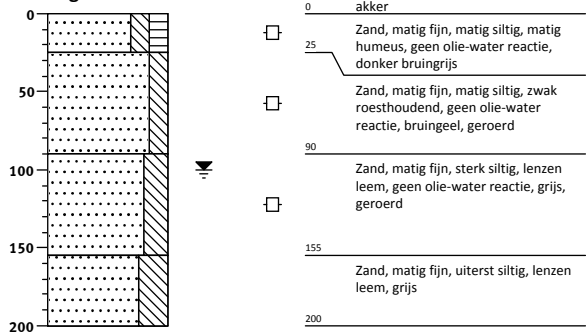 0
50
100
150
200
0
akker
Zand, matig fijn, matig siltig, matig
humeus, geen olie-water reactie,
donker bruingrijs
25
Zand, matig fijn, matig siltig, zwak
roesthoudend, geen olie-water
reactie, bruingeel, geroerd
90
Zand, matig fijn, sterk siltig, lenzen
leem, geen olie-water reactie, grijs,
geroerd
155
Zand, matig fijn, uiterst siltig, lenzen
leem, grijs
200